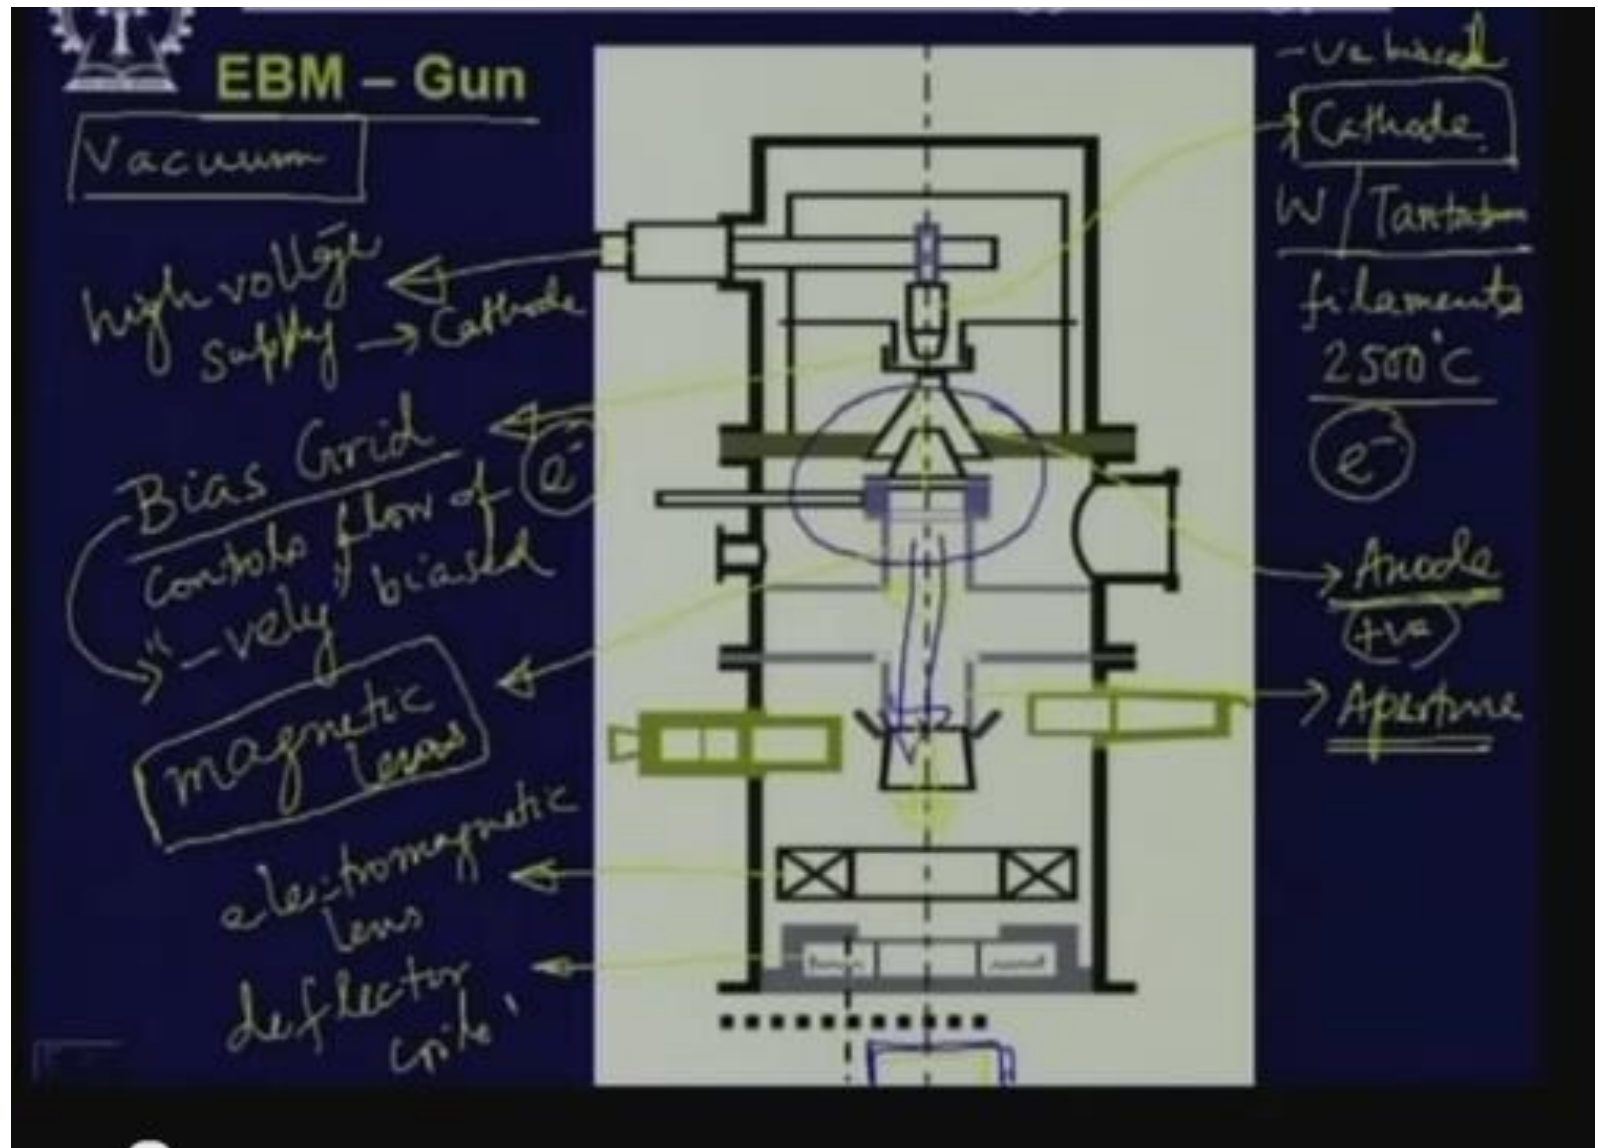 EBM – Gun
Vacuum
high voltage
supply → Cathode
Bias Grid
controls flow of e⁻
"-vely" biased
magnetic
lens
electromagnetic
lens
deflector
coils
-ve biased
Cathode
W/Tantalum
filaments
2500°C
e⁻
Anode
+ve
Aperture